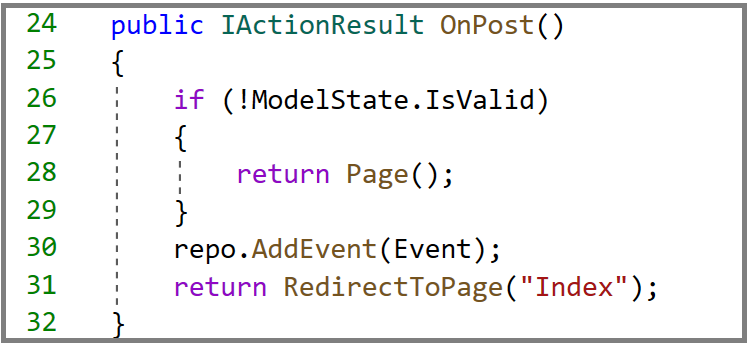 24 public IActionResult OnPost()
25 {
26 if (!ModelState.IsValid)
27 {
28 return Page();
29 }
30 repo.AddEvent(Event);
31 return RedirectToPage("Index");
32 }